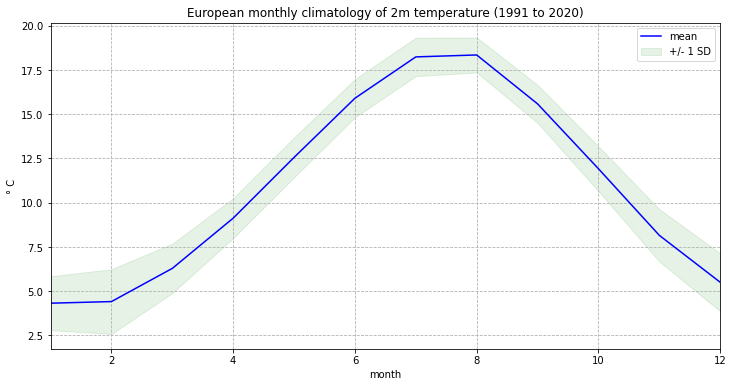 European monthly climatology of 2m temperature (1991 to 2020)
mean
+/- 1 SD
20.0
17.5
15.0
12.5
10.0
7.5
5.0
2.5
° C
2 4 6 8 10 12
month